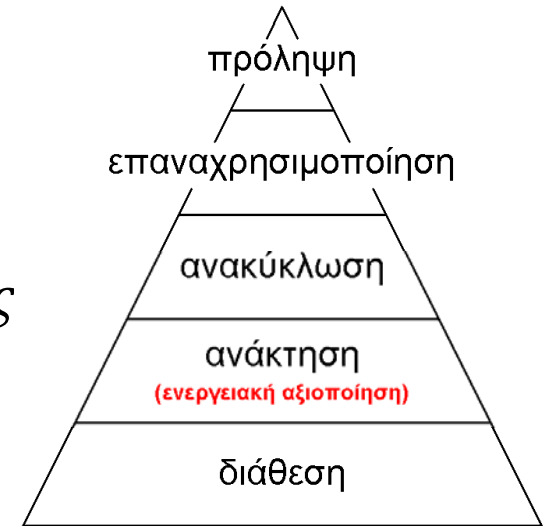 πρόληψη
επαναχρησιμοποίηση
ανακύκλωση
ς
ανάκτηση
(ενεργειακή αξιοποίηση)
διάθεση